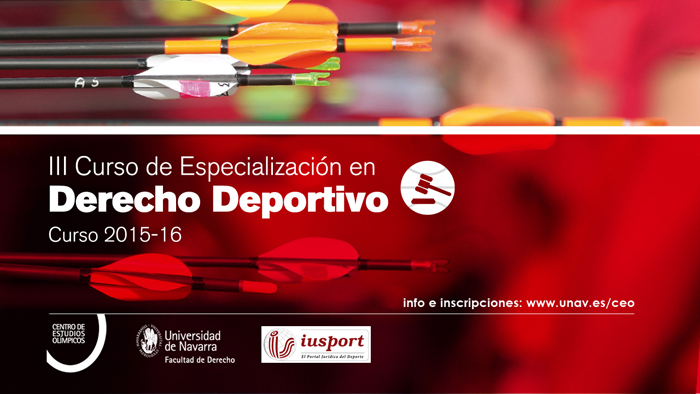 A S
III Curso de Especialización en
Derecho Deportivo
Curso 2015-16
info e inscripciones: www.unav.es/ceo
CENTRO DE
ESTUDIOS
OLÍMPICOS
Universidad
de Navarra
Facultad de Derecho
iusport
El Portal Jurídico del Deporte